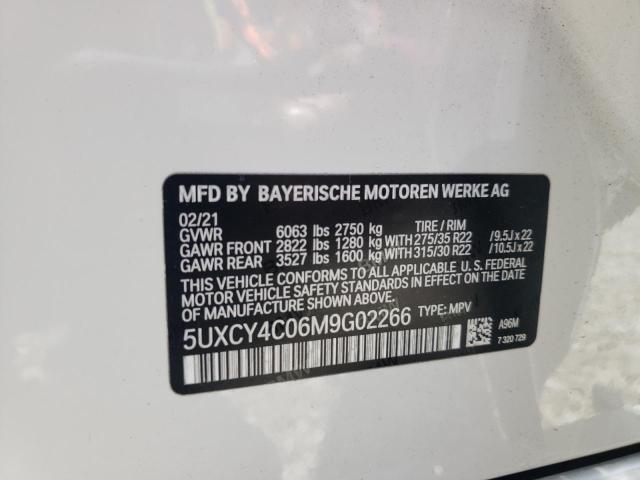 MFD BY BAYERISCHE MOTOREN WERKE AG
02/21 TIRE / RIM
GVWR 6063 lbs 2750 kg
GAWR FRONT 2822 lbs 1280 kg WITH 275/35 R22 /9.5J x 22
GAWR REAR 3527 lbs 1600 kg WITH 315/30 R22 /10.5J x 22
THIS VEHICLE CONFORMS TO ALL APPLICABLE U.S. FEDERAL
MOTOR VEHICLE SAFETY STANDARDS IN EFFECT ON THE DATE
OF MANUFACTURE SHOWN ABOVE.
5UXCY4C06M9G02266 TYPE: MPV
A96M
7 320 729